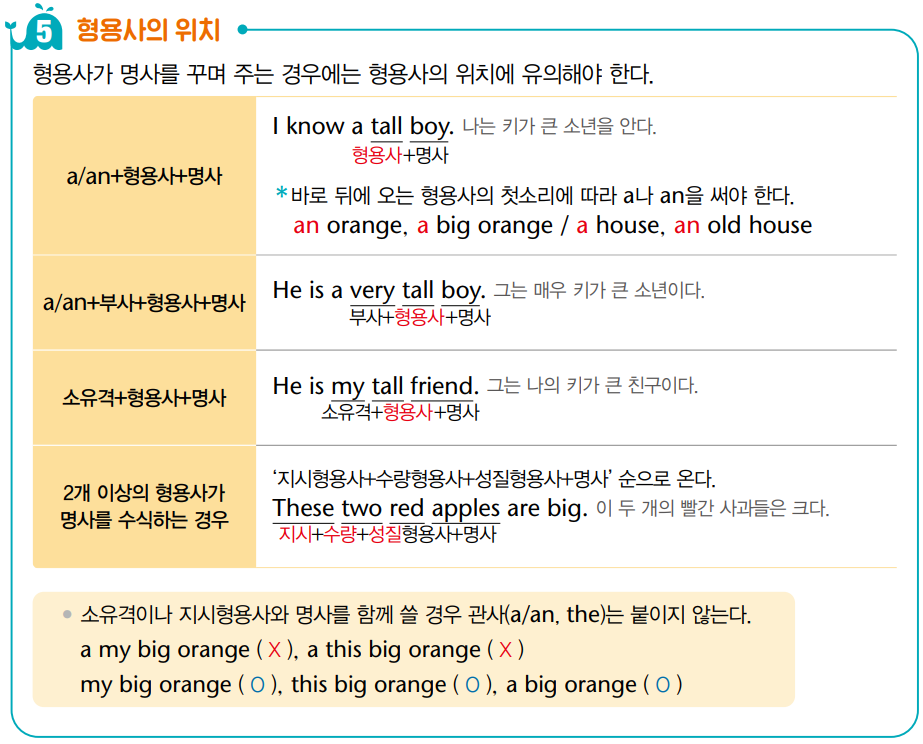 5 형용사의 위치
형용사가 명사를 꾸며 주는 경우에는 형용사의 위치에 유의해야 한다.
a/an+형용사+명사
I know a tall boy. 나는 키가 큰 소년을 안다.
형용사+명사
*바로 뒤에 오는 형용사의 첫소리에 따라 a나 an을 써야 한다.
an orange, a big orange / a house, an old house
a/an+부사+형용사+명사
He is a very tall boy. 그는 매우 키가 큰 소년이다.
부사+형용사+명사
소유격+형용사+명사
He is my tall friend. 그는 나의 키가 큰 친구이다.
소유격+형용사+명사
2개 이상의 형용사가
명사를 수식하는 경우
‘지시형용사+수량형용사+성질형용사+명사’ 순으로 온다.
These two red apples are big. 이 두 개의 빨간 사과들은 크다.
지시+수량+성질형용사+명사
• 소유격이나 지시형용사와 명사를 함께 쓸 경우 관사(a/an, the)는 붙이지 않는다.
a my big orange ( X ), a this big orange ( X )
my big orange ( O ), this big orange ( O ), a big orange ( O )